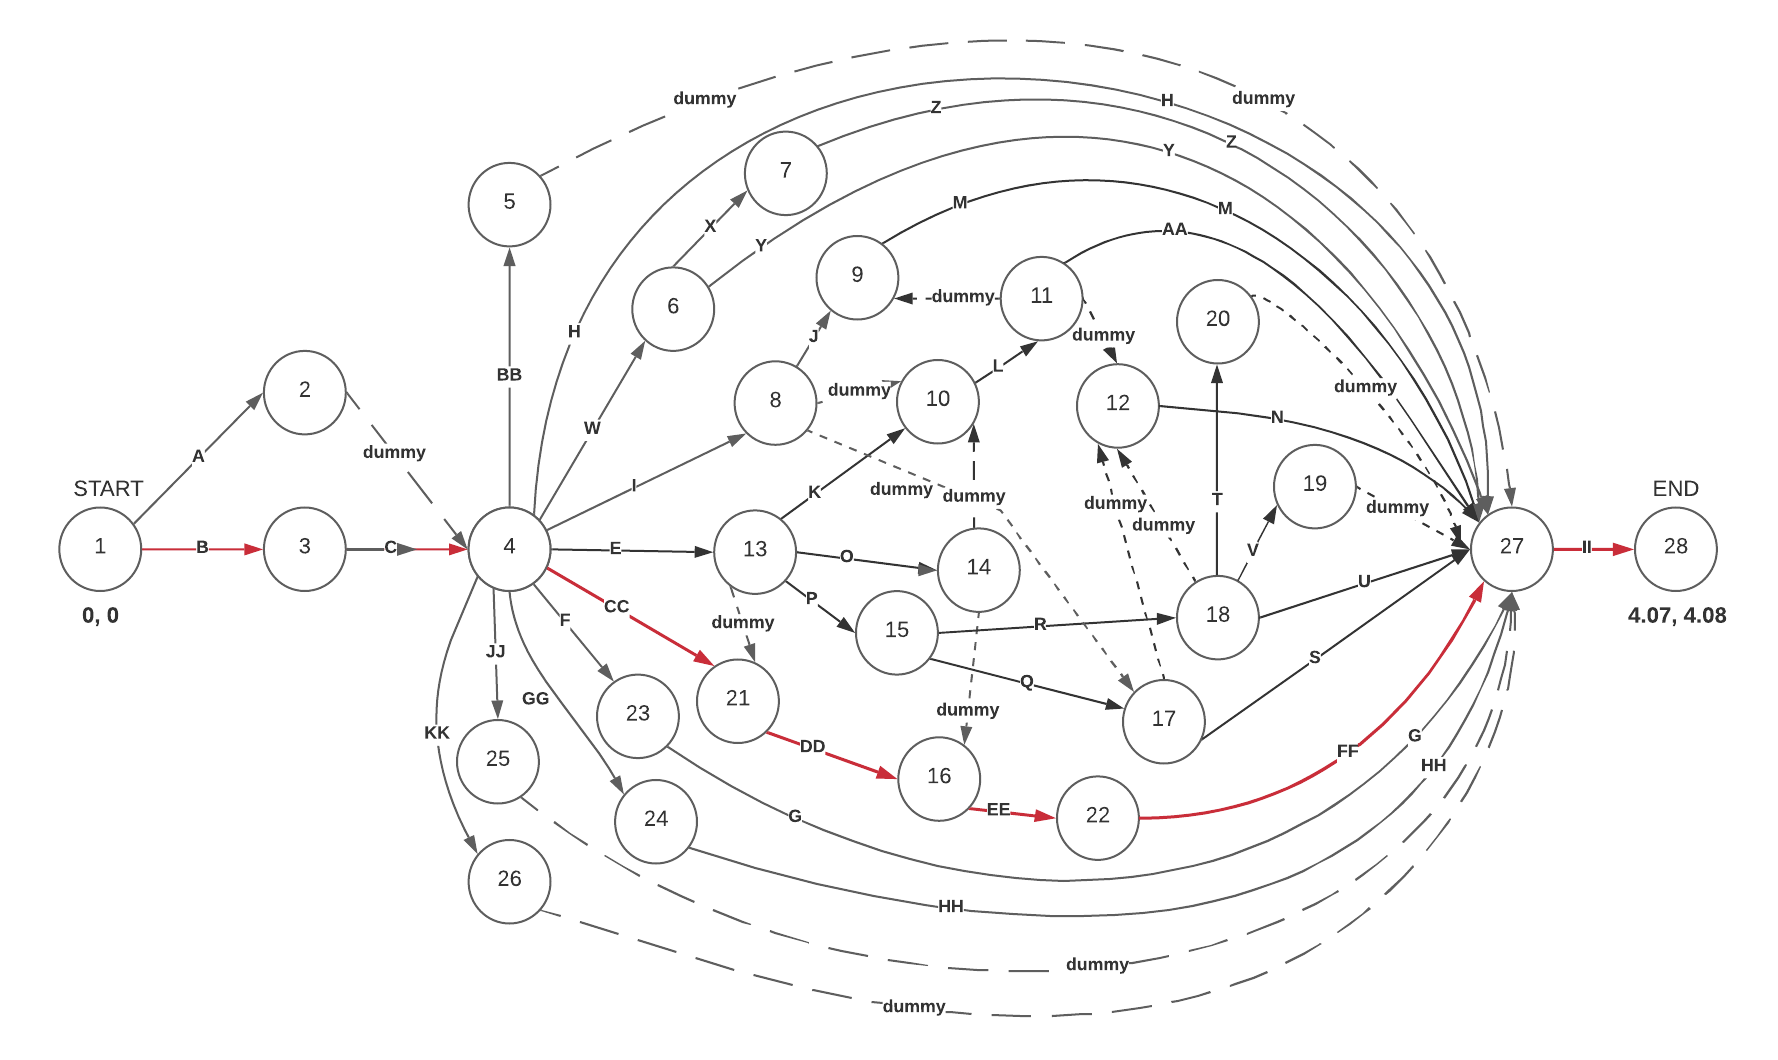 dummy
dummy
H
Z
Z
Y
7
5
M
M
X
AA
Y
9
11
dummy
6
20
H
J
dummy
BB
dummy
2
8
dummy
10
L
12
N
W
dummy
A
I
K
dummy
dummy
START
19
END
dummy
T
dummy
dummy
1
B
3
C
4
E
13
O
V
27
II
28
14
P
CC
U
0, 0
F
dummy
15
R
18
4.07, 4.08
JJ
S
Q
GG
21
dummy
23
17
KK
DD
G
25
16
FF
HH
EE
22
24
G
26
HH
dummy
dummy